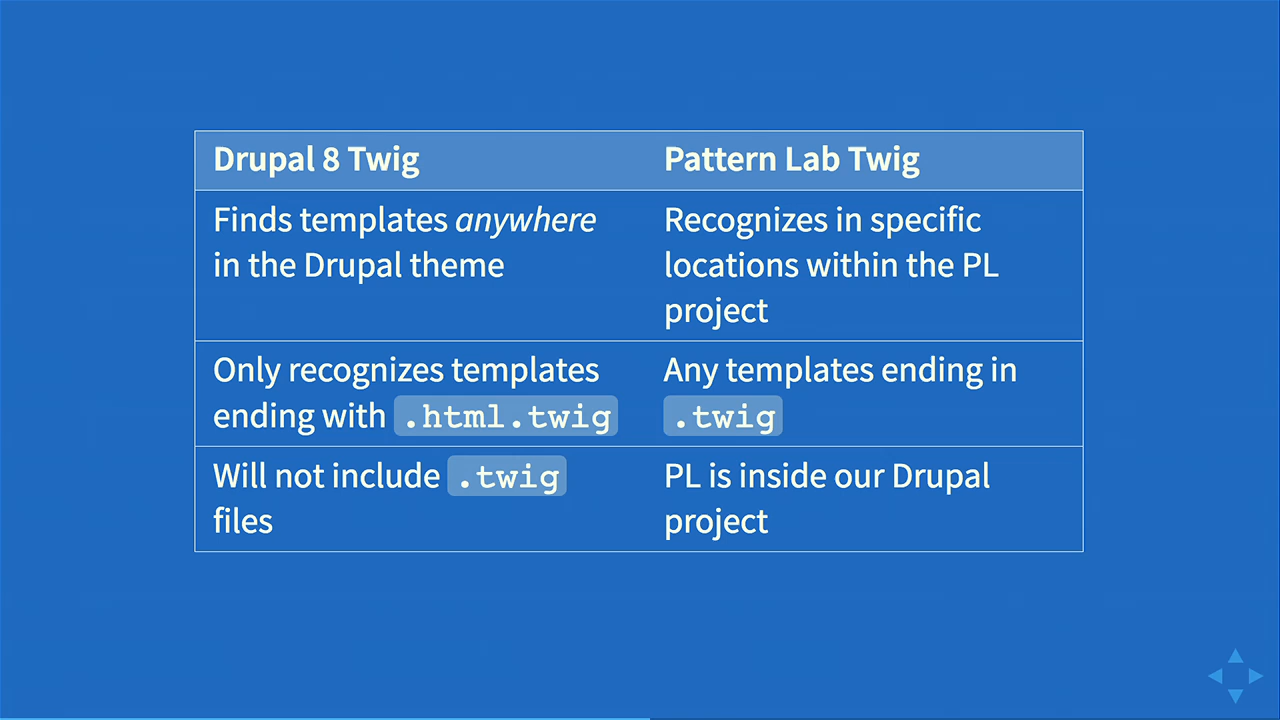 Drupal 8 Twig
Pattern Lab Twig
Finds templates anywhere
in the Drupal theme
Recognizes in specific
locations within the PL
project
Only recognizes templates
ending with .html.twig
Any templates ending in
.twig
Will not include .twig
files
PL is inside our Drupal
project